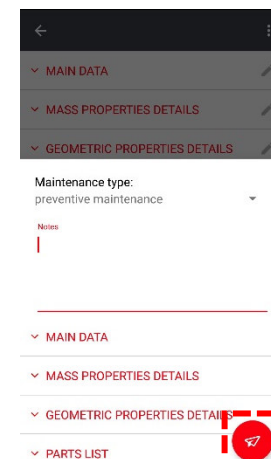 MAIN DATA
MASS PROPERTIES DETAILS
GEOMETRIC PROPERTIES DETAILS
Maintenance type:
preventive maintenance
Notes
MAIN DATA
MASS PROPERTIES DETAILS
GEOMETRIC PROPERTIES DETAILS
PARTS LIST